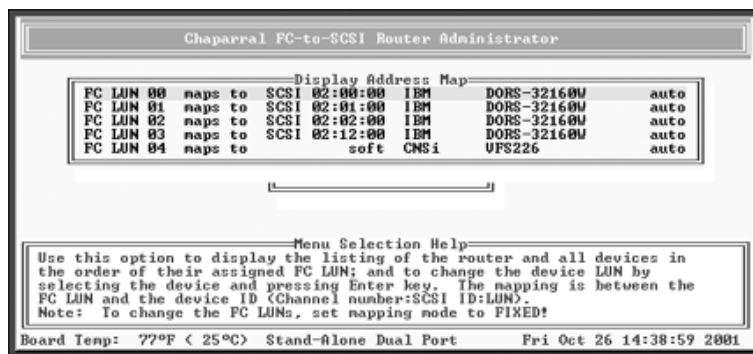 Chaparral FC-to-SCSI Router Administrator
Display Address Map
FC LUN 00 maps to SCSI 02:00:00 IBM DORS-32160W auto
FC LUN 01 maps to SCSI 02:01:00 IBM DORS-32160W auto
FC LUN 02 maps to SCSI 02:02:00 IBM DORS-32160W auto
FC LUN 03 maps to SCSI 02:12:00 IBM DORS-32160W auto
FC LUN 04 maps to soft CNSi VFS226 auto
Menu Selection Help
Use this option to display the listing of the router and all devices in
the order of their assigned FC LUN; and to change the device LUN by
selecting the device and pressing Enter key. The mapping is between the
FC LUN and the device ID (Channel number:SCSI ID:LUN).
Note: To change the FC LUNs, set mapping mode to FIXED!
Board Temp: 77°F ( 25°C) Stand-Alone Dual Port Fri Oct 26 14:38:59 2001